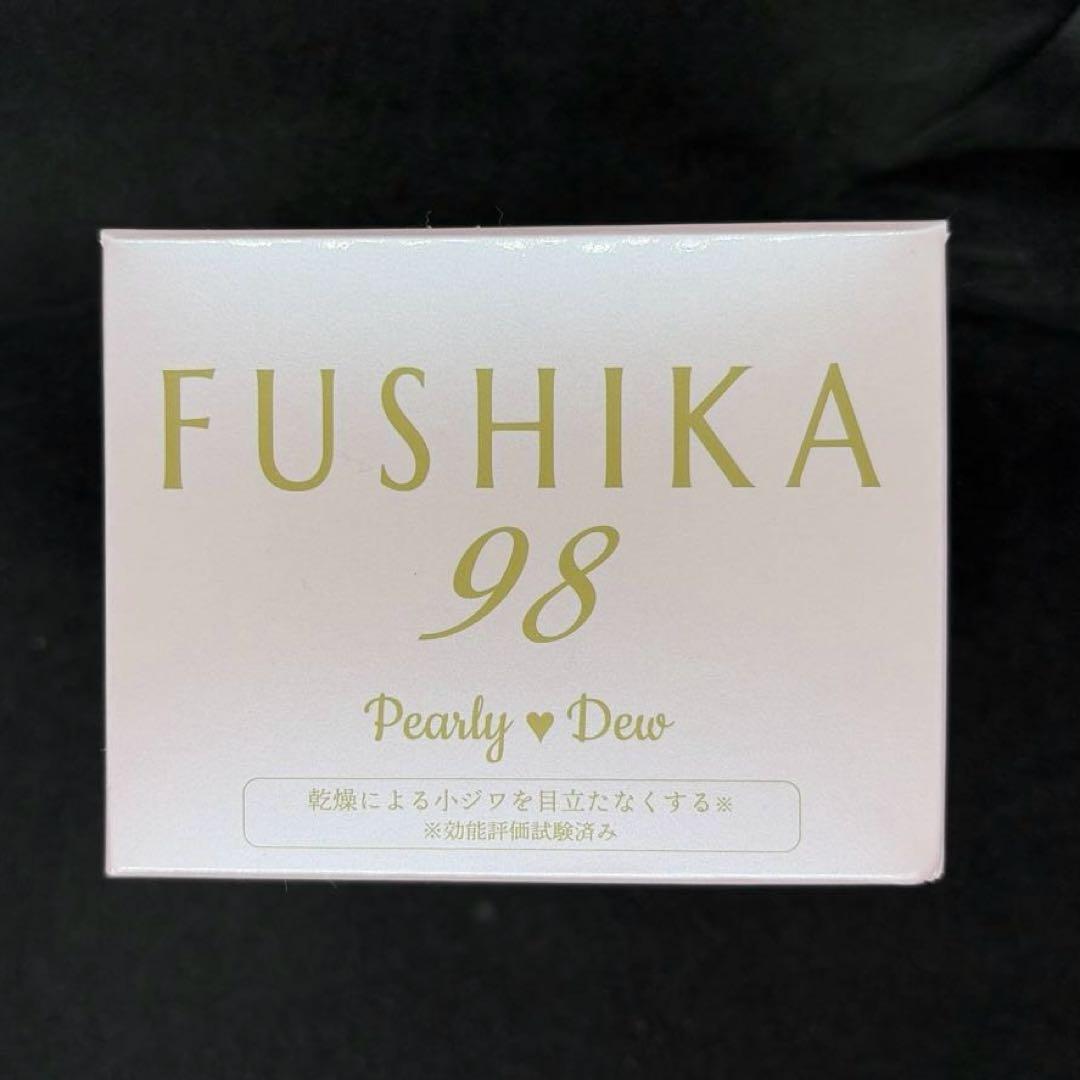 FUSHIKA
98
Pearly ♥ Dew
乾燥による小ジワを目立たなくする※
※効能評価試験済み